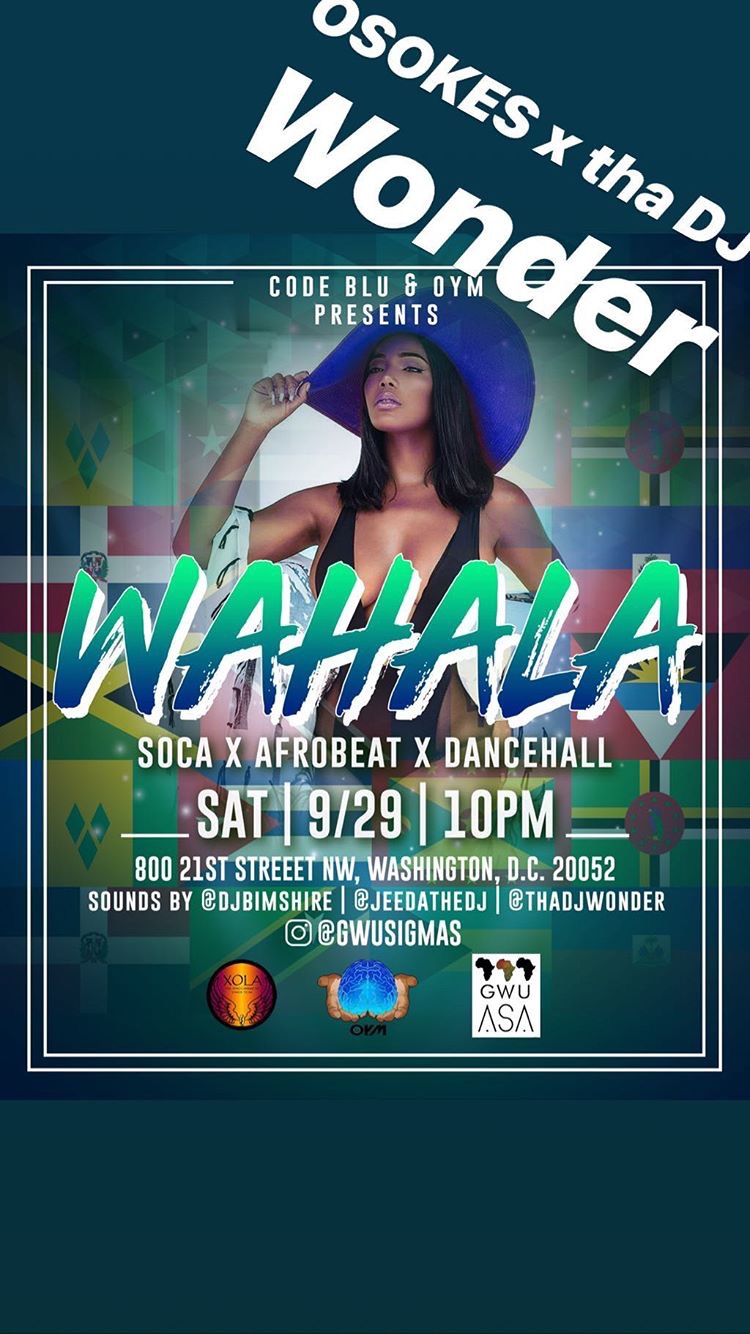 OSOKES x tha DJ
Wonder
CODE BLU & OYM
PRESENTS
WAHALA
SOCA X AFROBEAT X DANCEHALL
SAT | 9/29 | 10PM
800 21ST STREEET NW, WASHINGTON, D.C. 20052
SOUNDS BY @DJBIMSHIRE | @JEEDATHEDJ | @THADJWONDER
@GWUSIGMAS
XOLA
OYM
GWU
ASA